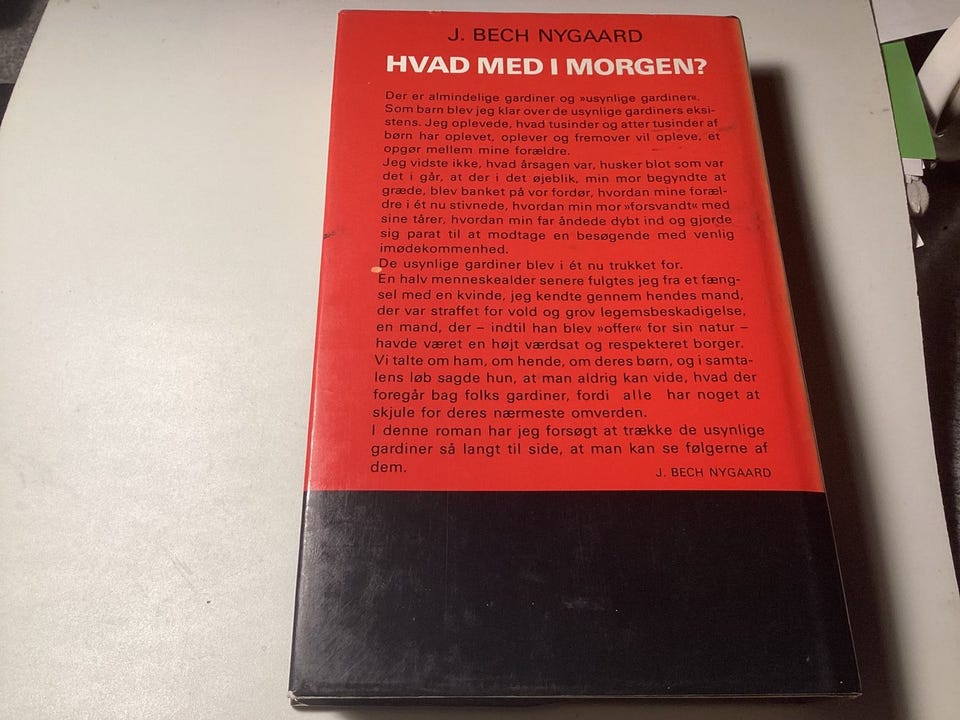 J. BECH NYGAARD
HVAD MED I MORGEN?
Der er almindelige gardiner og »usynlige gardiner«.
Som barn blev jeg klar over de usynlige gardiners eksi-
stens. Jeg oplevede, hvad tusinder og atter tusinder af
børn har oplevet, oplever og fremover vil opleve, et
opgør mellem mine forældre.
Jeg vidste ikke, hvad årsagen var, husker blot som var
det i går, at der i det øjeblik, min mor begyndte at
græde, blev banket på vor fordør, hvordan mine foræl-
dre i ét nu stivnede, hvordan min mor »forsvandt« med
sine tårer, hvordan min far åndede dybt ind og gjorde
sig parat til at modtage en besøgende med venlig
imødekommenhed.
De usynlige gardiner blev i ét nu trukket for.
En halv menneskealder senere fulgtes jeg fra et fæng-
sel med en kvinde, jeg kendte gennem hendes mand,
der var straffet for vold og grov legemsbeskadigelse,
en mand, der – indtil han blev »offer« for sin natur –
havde været en højt værdsat og respekteret borger.
Vi talte om ham, om hende, om deres børn, og i samta-
lens løb sagde hun, at man aldrig kan vide, hvad der
foregår bag folks gardiner, fordi alle har noget at
skjule for deres nærmeste omverden.
I denne roman har jeg forsøgt at trække de usynlige
gardiner så langt til side, at man kan se følgerne af
dem.
J. BECH NYGAARD